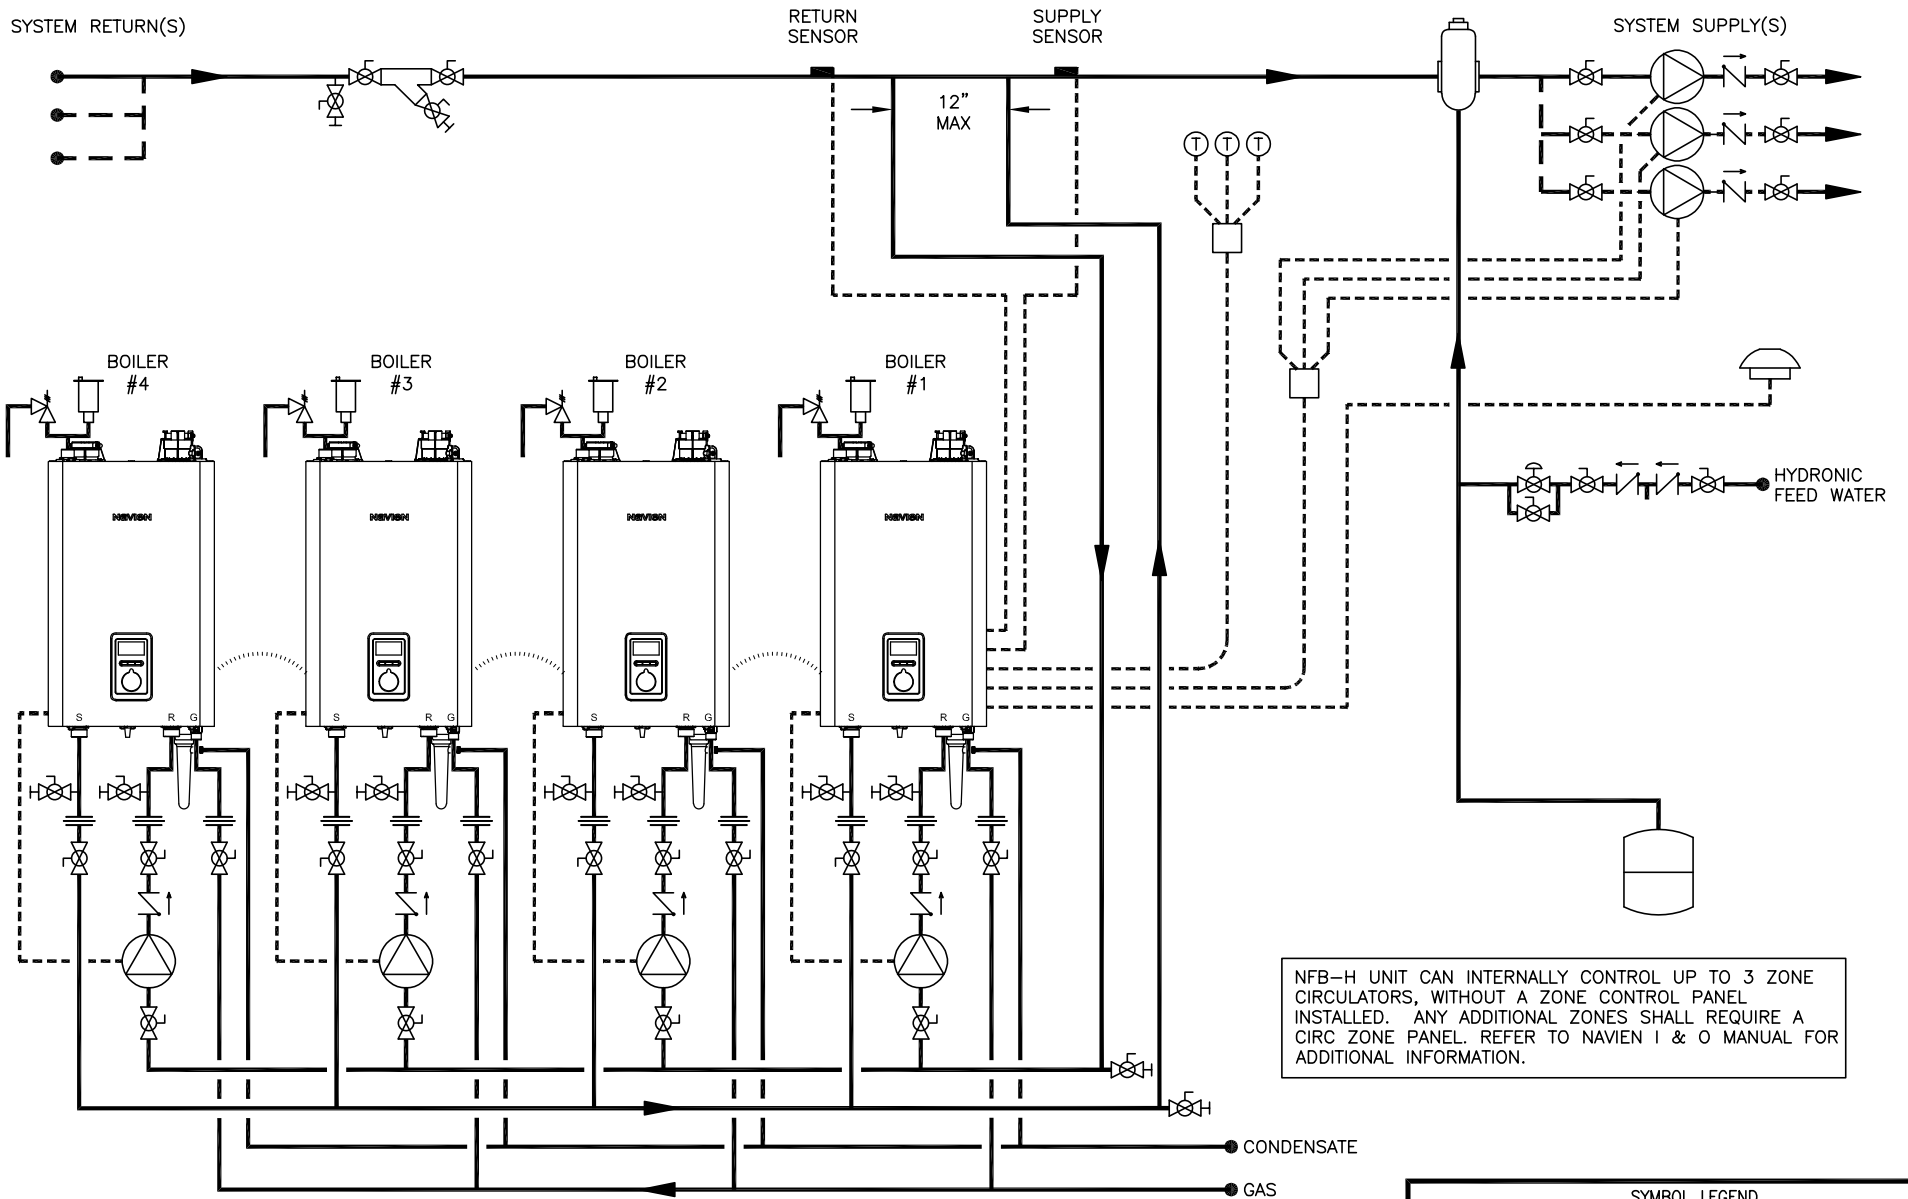 SYSTEM RETURN(S)
RETURN
SENSOR
SUPPLY
SENSOR
SYSTEM SUPPLY(S)
12"
MAX
T T T
BOILER
#4
BOILER
#3
BOILER
#2
BOILER
#1
HYDRONIC
FEED WATER
NAVIEN NAVIEN NAVIEN NAVIEN
S R G S R G S R G S R G
NFB-H UNIT CAN INTERNALLY CONTROL UP TO 3 ZONE
CIRCULATORS, WITHOUT A ZONE CONTROL PANEL
INSTALLED. ANY ADDITIONAL ZONES SHALL REQUIRE A
CIRC ZONE PANEL. REFER TO NAVIEN I & O MANUAL FOR
ADDITIONAL INFORMATION.
CONDENSATE
GAS
SYMBOL LEGEND